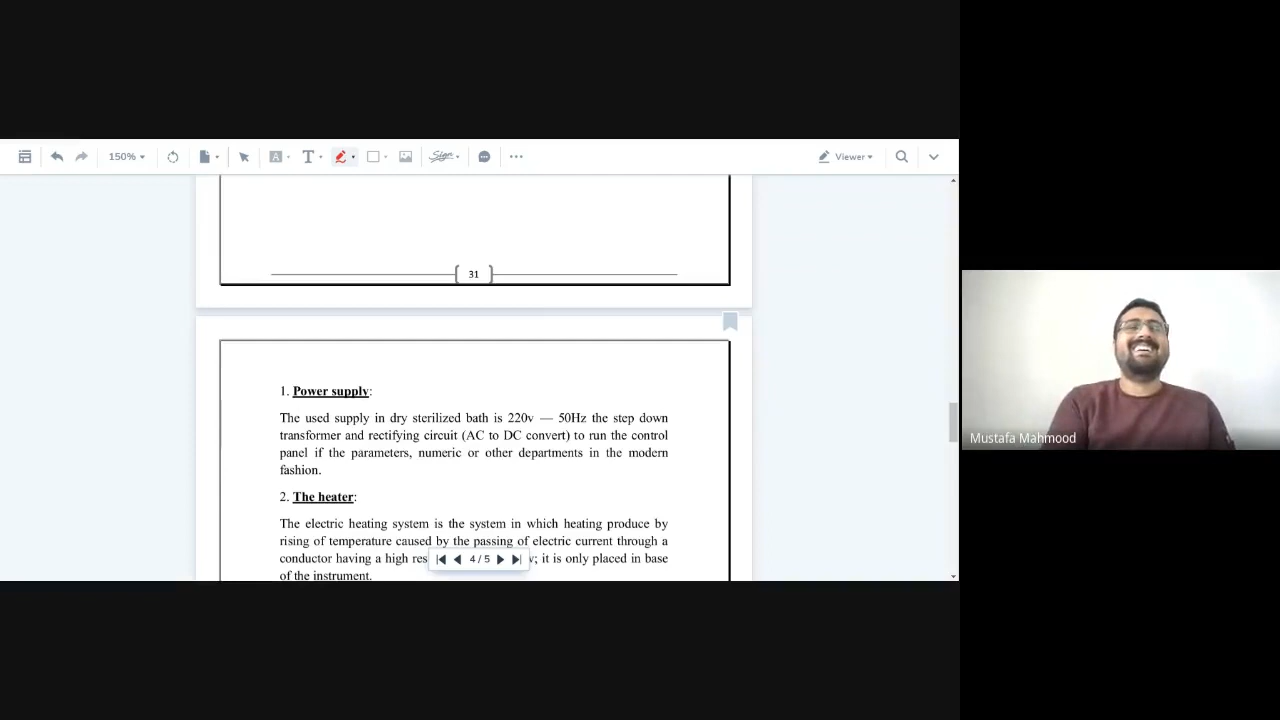 150%
A
T
Sign
Viewer
31
1. Power supply:
The used supply in dry sterilized bath is 220v — 50Hz the step down
transformer and rectifying circuit (AC to DC convert) to run the control
panel if the parameters, numeric or other departments in the modern
fashion.
2. The heater:
The electric heating system is the system in which heating produce by
rising of temperature caused by the passing of electric current through a
conductor having a high res ; it is only placed in base
4 / 5
of the instrument.
Mustafa Mahmood